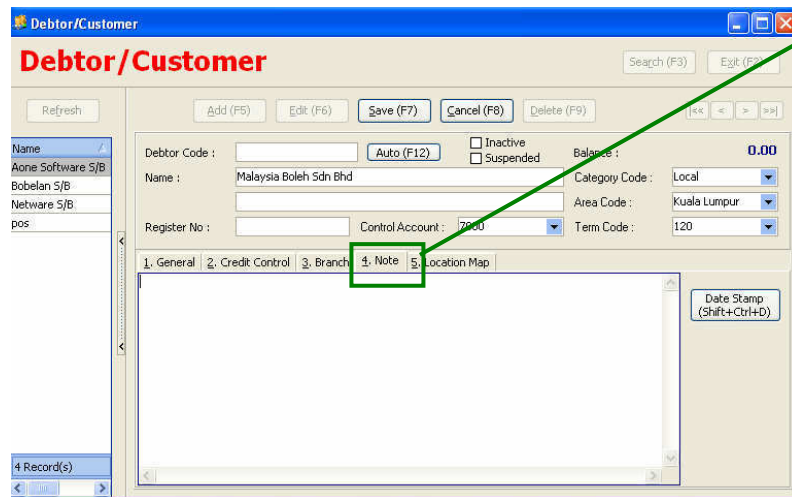 Debtor/Customer
Debtor/Customer
Search (F3) Exit (F2)
Refresh Add (F5) Edit (F6) Save (F7) Cancel (F8) Delete (F9) |<< < > >>|
Name
Aone Software S/B
Bobelan S/B
Netware S/B
pos
Debtor Code : Auto (F12) Inactive Balance : 0.00
Suspended
Name : Malaysia Boleh Sdn Bhd Category Code : Local
Area Code : Kuala Lumpur
Register No : Control Account : 7000 Term Code : 120
1. General 2. Credit Control 3. Branch 4. Note 5. Location Map
Date Stamp
(Shift+Ctrl+D)
4 Record(s)